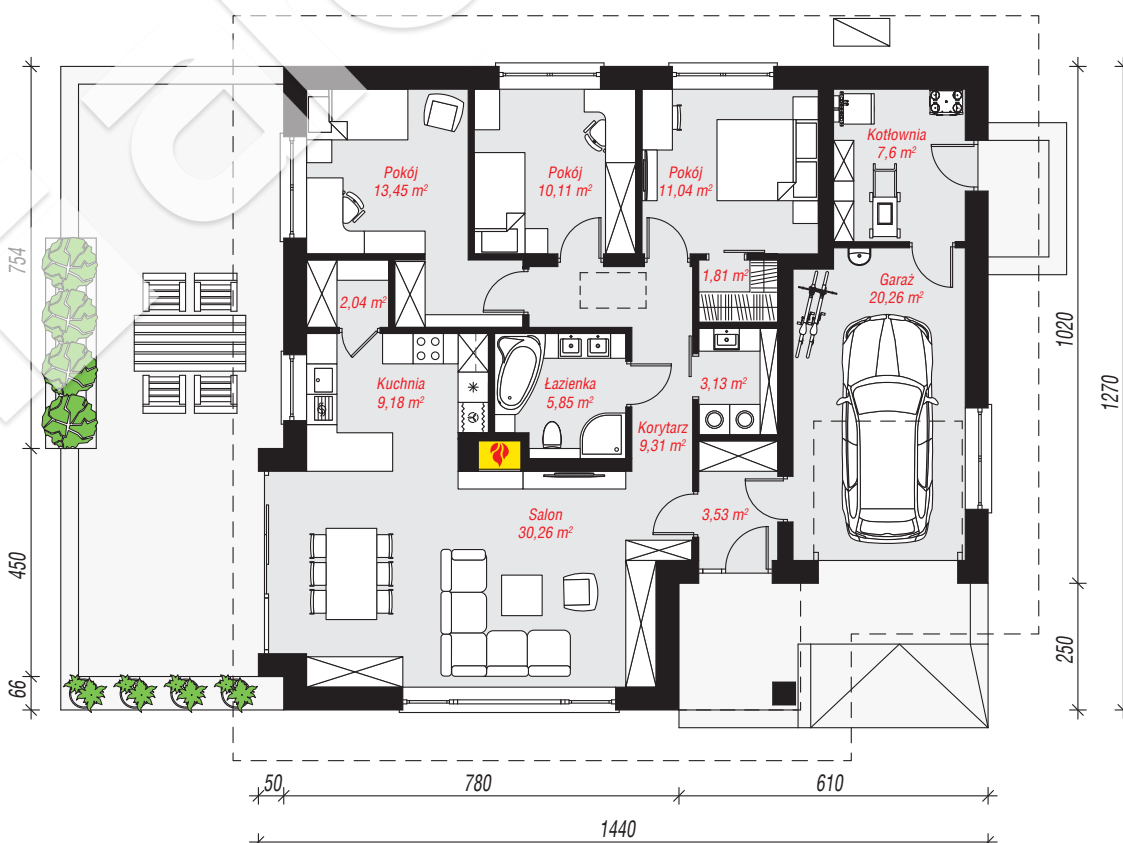 Pokój
13,45 m²
Pokój
10,11 m²
Pokój
11,04 m²
Kotłownia
7,6 m²
1,81 m²
Garaż
20,26 m²
2,04 m²
Kuchnia
9,18 m²
Łazienka
5,85 m²
3,13 m²
Korytarz
9,31 m²
Salon
30,26 m²
3,53 m²
754
450
66
1020
250
1270
50
780
610
1440